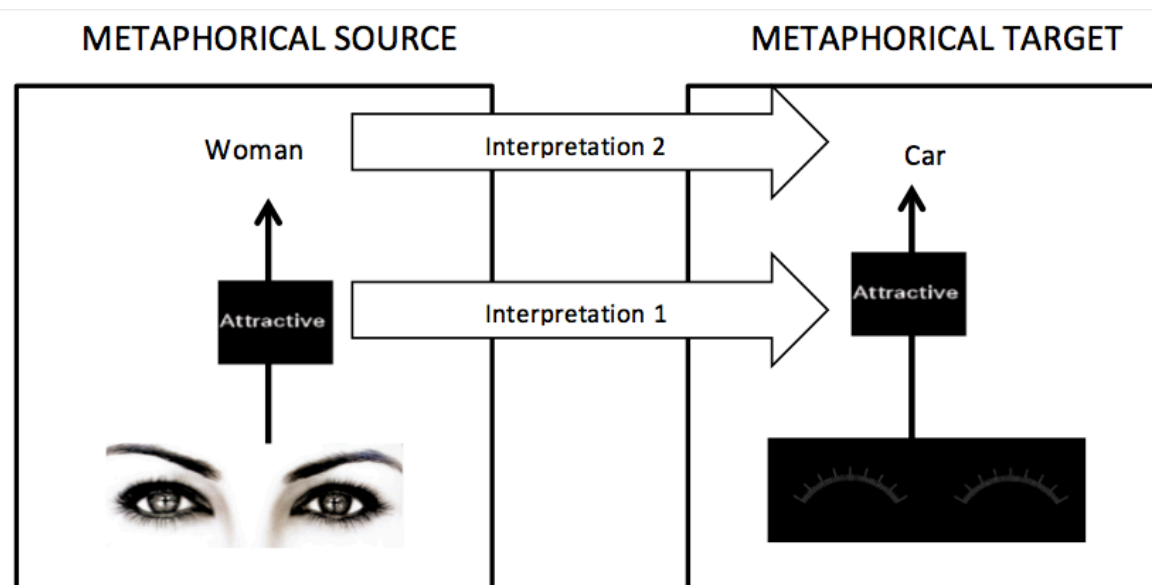 METAPHORICAL SOURCE
METAPHORICAL TARGET
Woman
Interpretation 2
Car
Attractive
Interpretation 1
Attractive